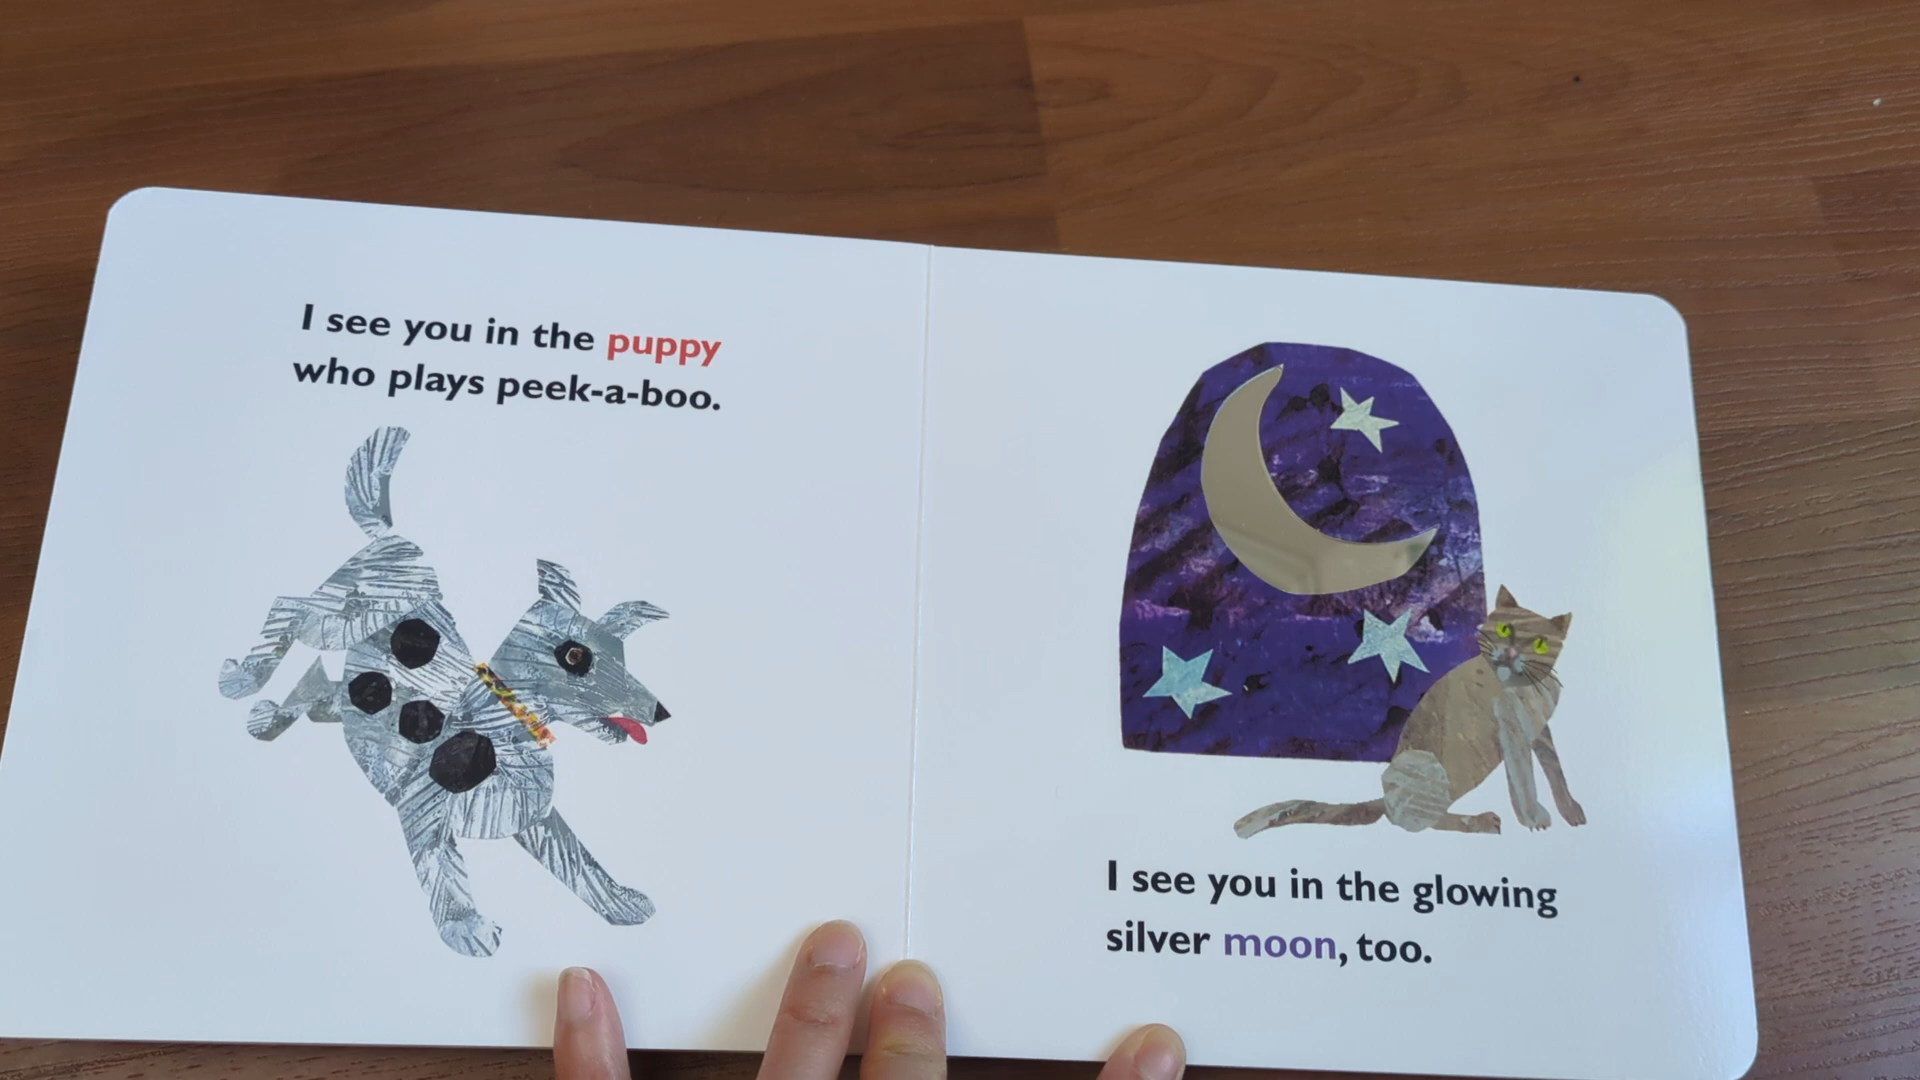 I see you in the puppy
who plays peek-a-boo.
I see you in the glowing
silver moon, too.